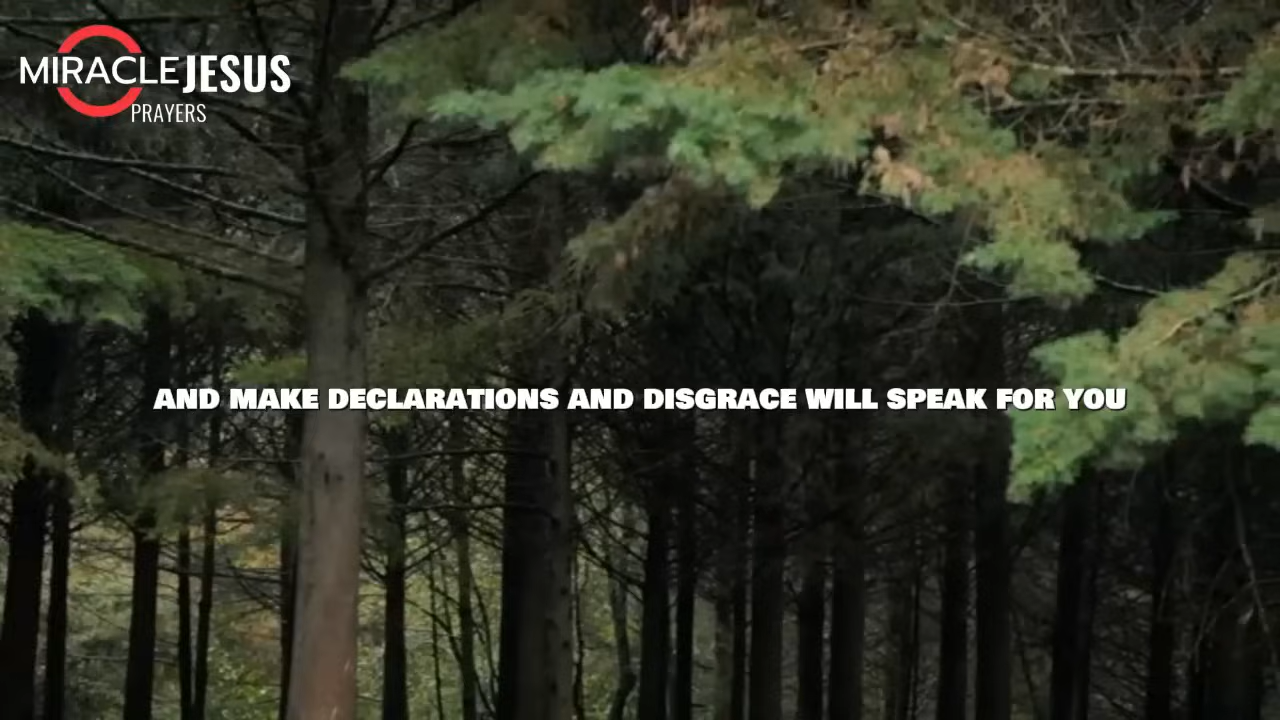 MIRACLE JESUS
PRAYERS
AND MAKE DECLARATIONS AND DISGRACE WILL SPEAK FOR YOU